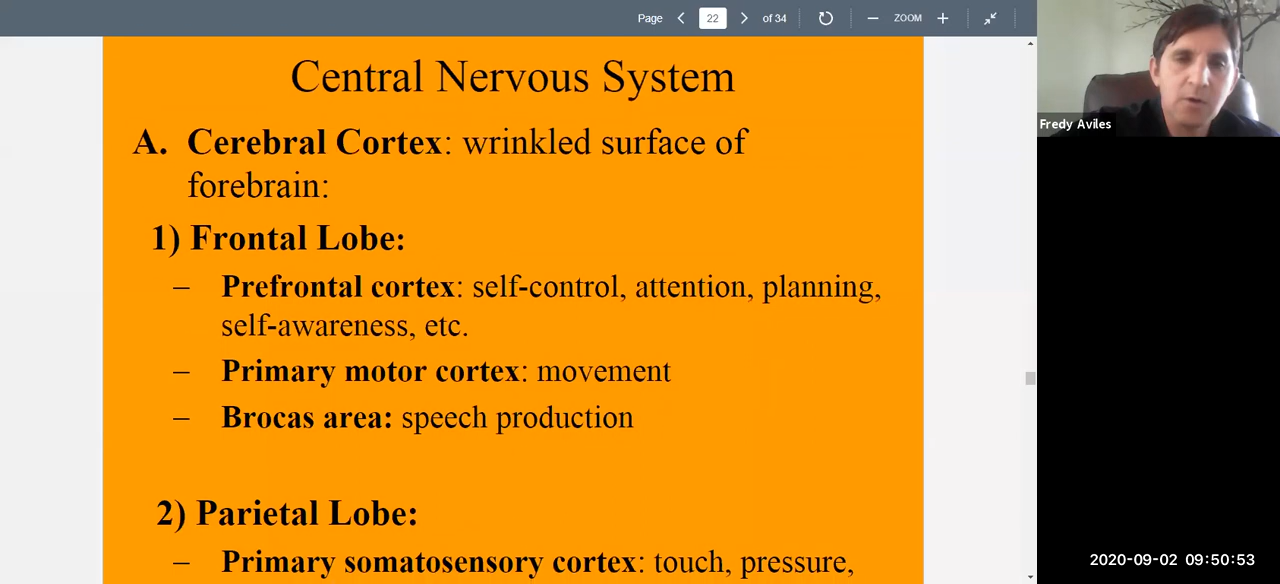 Page 22 of 34 ZOOM
Central Nervous System
A. Cerebral Cortex: wrinkled surface of
forebrain:
1) Frontal Lobe:
– Prefrontal cortex: self-control, attention, planning,
self-awareness, etc.
– Primary motor cortex: movement
– Brocas area: speech production
2) Parietal Lobe:
– Primary somatosensory cortex: touch, pressure,
Fredy Aviles
2020-09-02 09:50:53